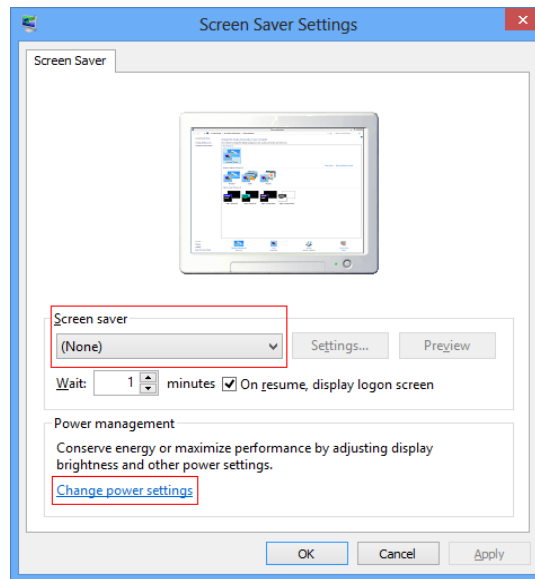 Screen Saver Settings
Screen Saver
Screen saver
(None)
Settings...
Preview
Wait: 1 minutes On resume, display logon screen
Power management
Conserve energy or maximize performance by adjusting display
brightness and other power settings.
Change power settings
OK
Cancel
Apply